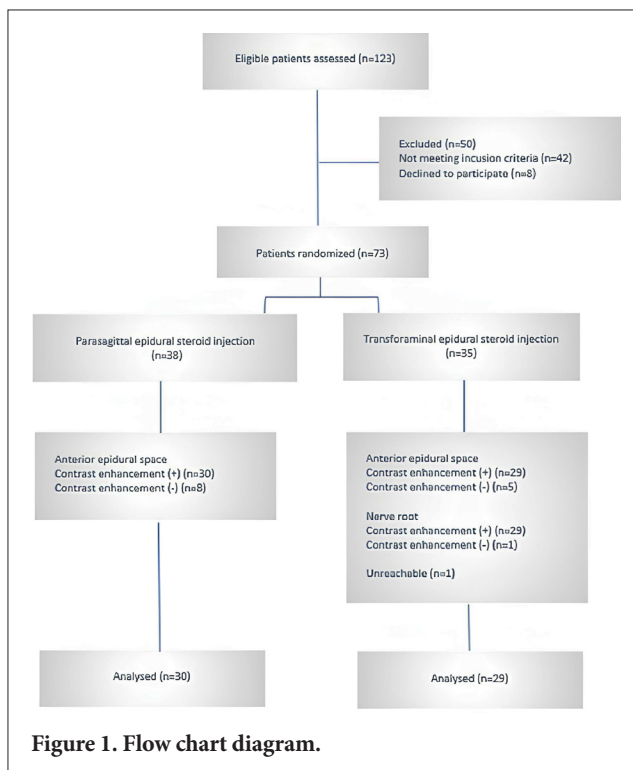 Eligible patients assessed (n=123)
Excluded (n=50)
Not meeting incusion criteria (n=42)
Declined to participate (n=8)
Patients randomized (n=73)
Parasagittal epidural steroid injection
(n=38)
Transforaminal epidural steroid injection
(n=35)
Anterior epidural space
Contrast enhancement (+) (n=30)
Contrast enhancement (-) (n=8)
Anterior epidural space
Contrast enhancement (+) (n=29)
Contrast enhancement (-) (n=5)
Nerve root
Contrast enhancement (+) (n=29)
Contrast enhancement (-) (n=1)
Unreachable (n=1)
Analysed (n=30)
Analysed (n=29)
Figure 1. Flow chart diagram.